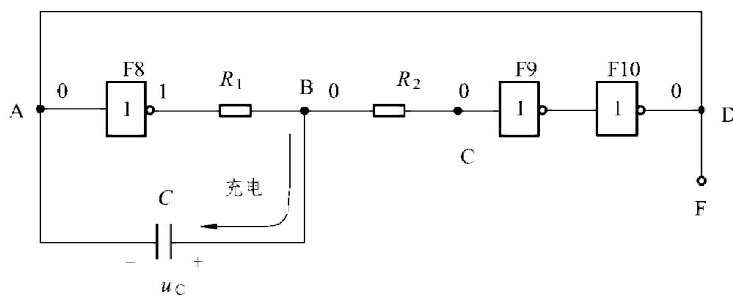 F8 F9 F10
A 0 1 1 R1 B 0 R2 0 1 1 0 D
C
充电
C
F
− +
uC